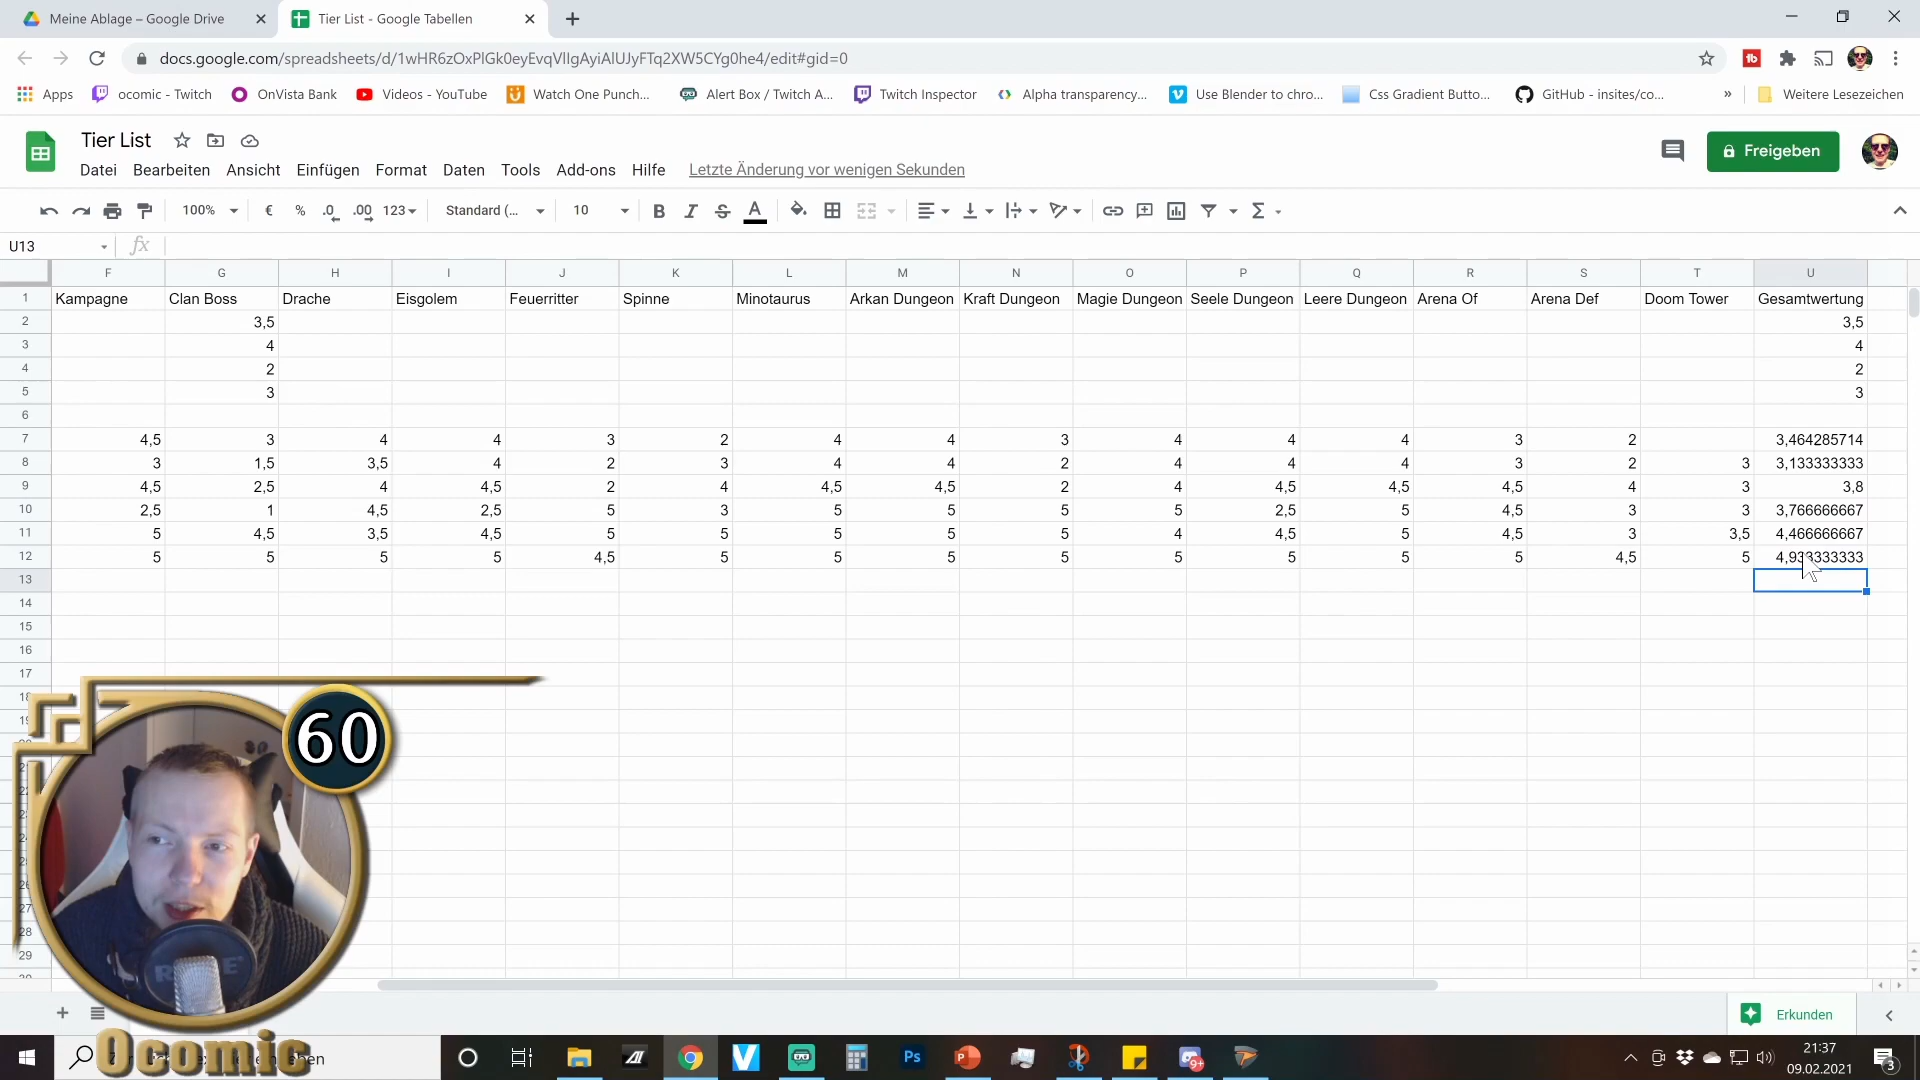 Meine Ablage – Google Drive
Tier List - Google Tabellen
docs.google.com/spreadsheets/d/1wHR6zOxPlGk0eyEvqVlIgAyiAlUJyFTq2XW5CYg0he4/edit#gid=0
Apps ocomic - Twitch OnVista Bank Videos - YouTube Watch One Punch... Alert Box / Twitch A... Twitch Inspector Alpha transparency... Use Blender to chro... Css Gradient Butto... GitHub - insites/co... » Weitere Lesezeichen
Tier List
Freigeben
Datei Bearbeiten Ansicht Einfügen Format Daten Tools Add-ons Hilfe Letzte Änderung vor wenigen Sekunden
100% € % .0 .00 123 Standard (... 10 B I S A Σ
U13 fx
F G H I J K L M N O P Q R S T U
1 Kampagne Clan Boss Drache Eisgolem Feuerritter Spinne Minotaurus Arkan Dungeon Kraft Dungeon Magie Dungeon Seele Dungeon Leere Dungeon Arena Of Arena Def Doom Tower Gesamtwertung
2 3,5 3,5
3 4 4
4 2 2
5 3 3
6
7 4,5 3 4 4 3 2 4 4 3 4 4 4 3 2 3,464285714
8 3 1,5 3,5 4 2 3 4 4 2 4 4 4 3 2 3 3,133333333
9 4,5 2,5 4 4,5 2 4 4,5 4,5 2 4 4,5 4,5 4,5 4 3 3,8
10 2,5 1 4,5 2,5 5 3 5 5 5 5 2,5 5 4,5 3 3 3,766666667
11 5 4,5 3,5 4,5 5 5 5 5 5 4 4,5 5 4,5 3 3,5 4,466666667
12 5 5 5 5 4,5 5 5 5 5 5 5 5 5 4,5 5 4,933333333
13
14
15
16
17
60
28
29
Erkunden
Ocomic
Ps
9+
21:37
09.02.2021
3